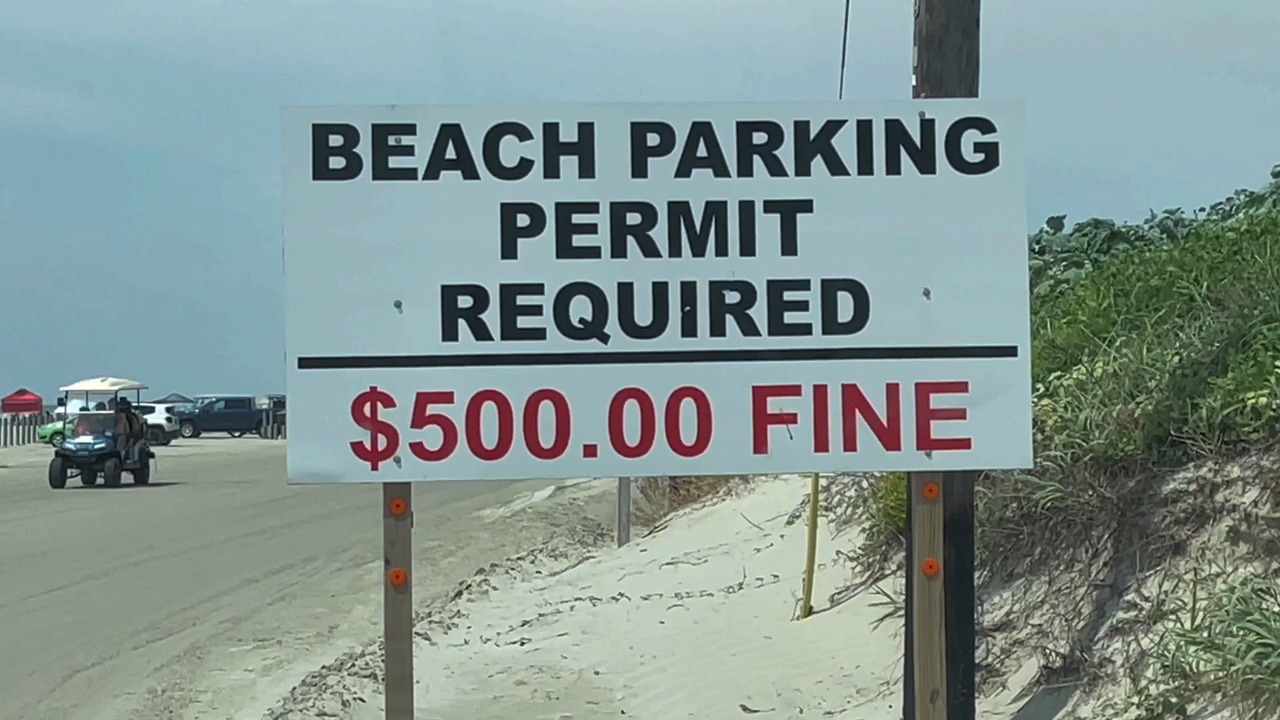 BEACH PARKING
PERMIT
REQUIRED
$500.00 FINE